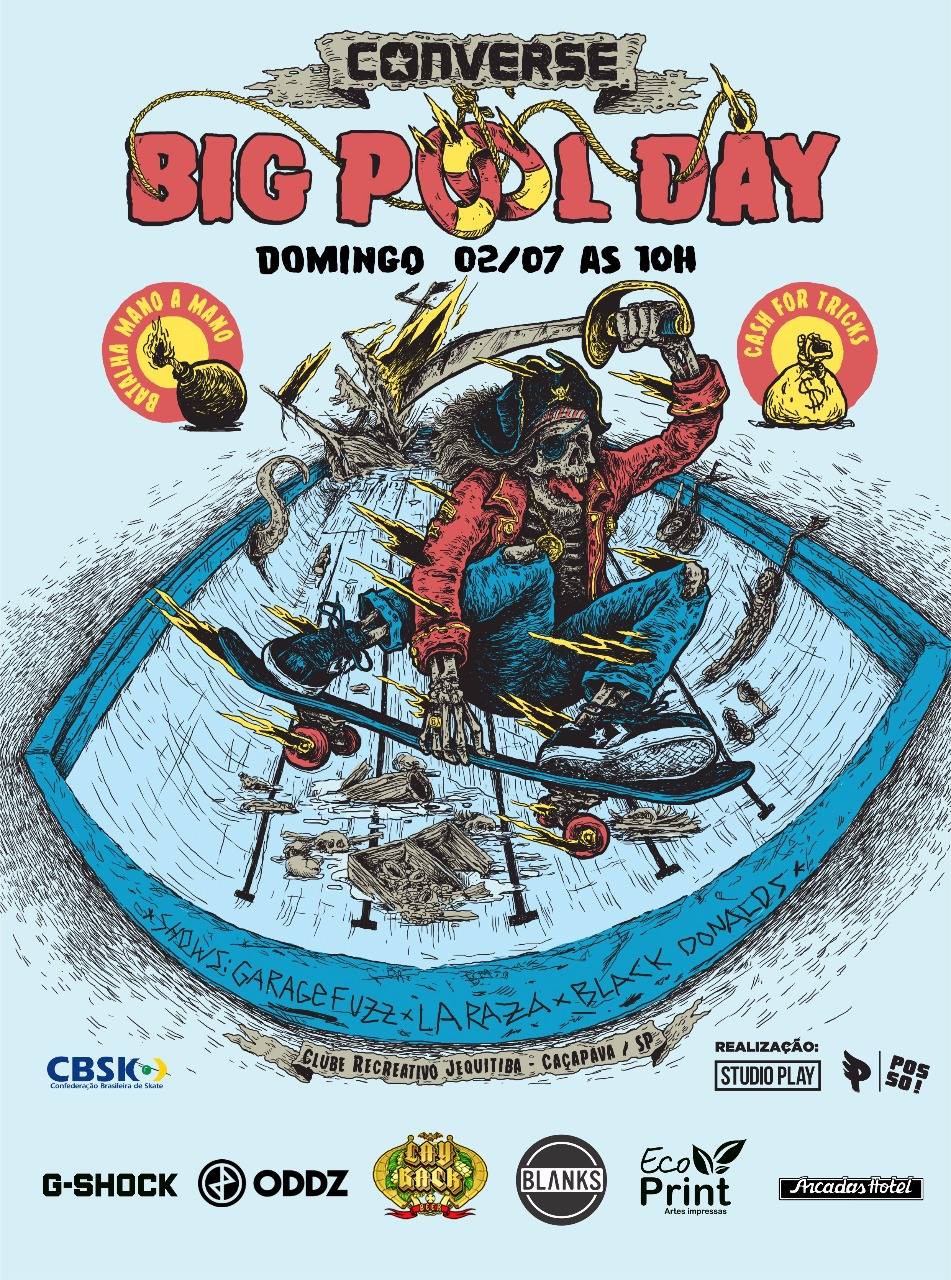 CONVERSE
BIG POOL DAY
DOMINGO 02/07 AS 10H
BATALHA MANO A MANO
CASH FOR TRICKS
*SHOWS: GARAGE FUZZ x LA RAZA x BLACK DONALDS*
CLUBE RECREATIVO JEQUITIBA - CAÇAPAVA / SP
CBSK
Confederação Brasileira de Skate
REALIZAÇÃO:
STUDIO PLAY
POS
SO!
G-SHOCK
ODDZ
LAY
BACK
BEER
BLANKS
Eco
Print
Artes impressas
Arcadas Hotel